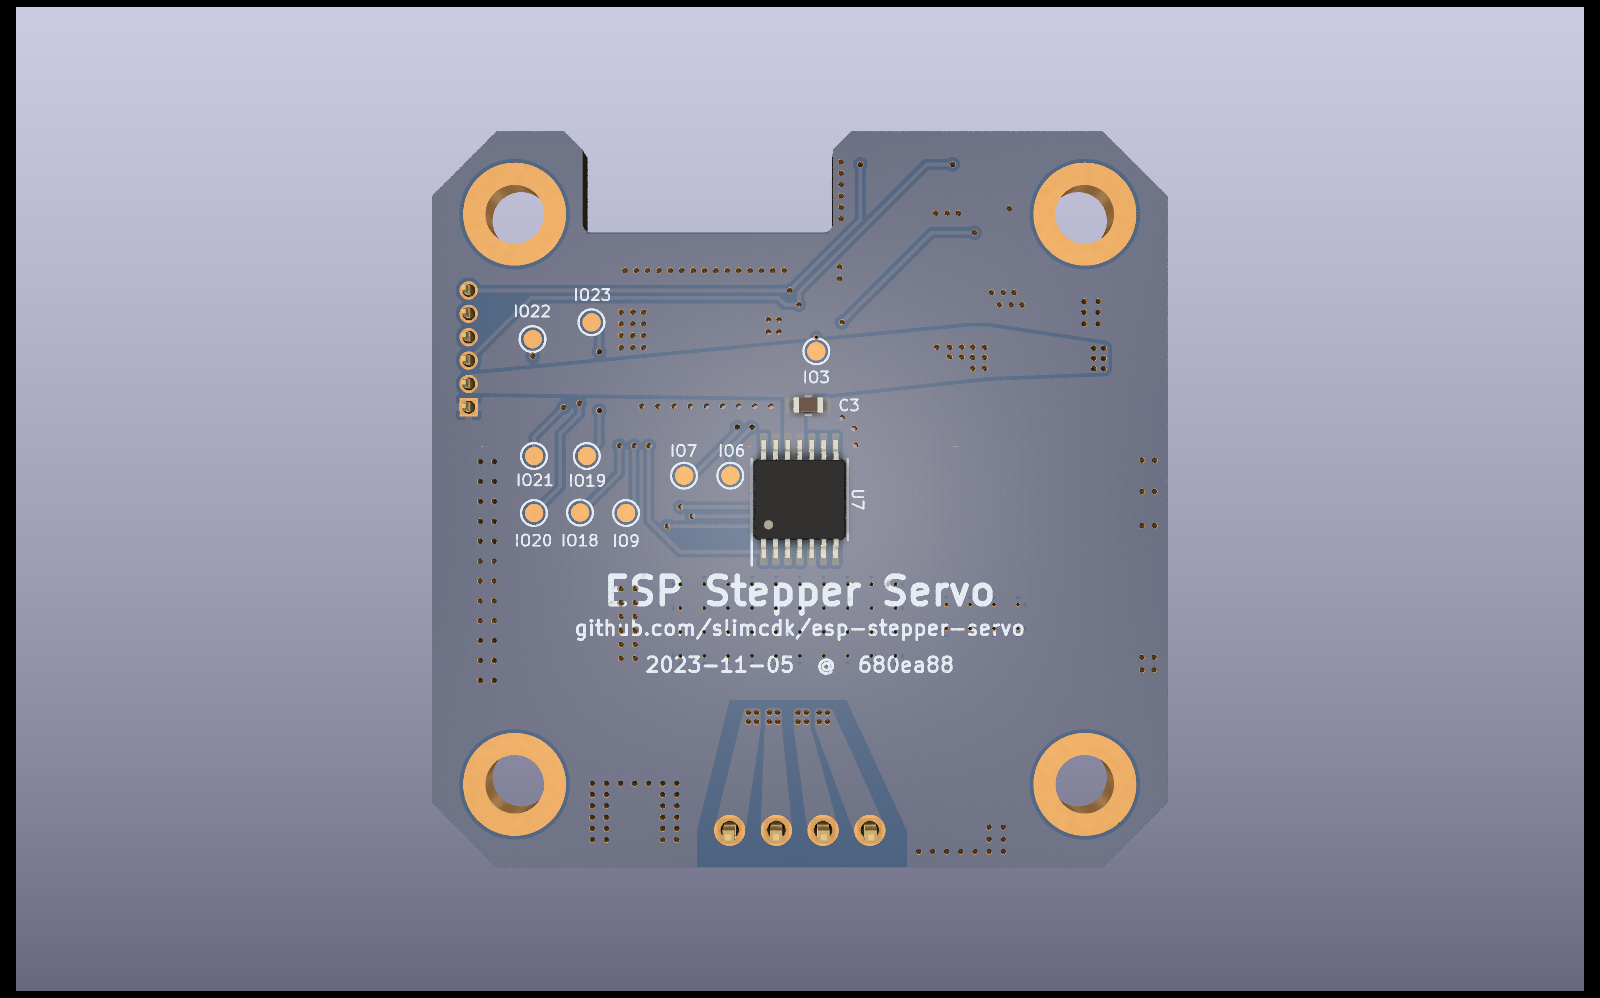 IO23
IO22
IO3
C3
IO7 IO6
IO21 IO19
U7
IO20 IO18 IO9
ESP Stepper Servo
github.com/slimcdk/esp-stepper-servo
2023-11-05 @ 680ea88